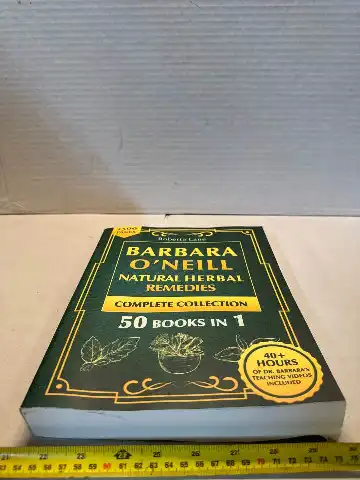 Roberta Lane
BARBARA
O'NEILL
NATURAL HERBAL
REMEDIES
COMPLETE COLLECTION
50 BOOKS IN 1
40+
HOURS
OF DR. BARBARA'S
TEACHING VIDEOS
INCLUDED